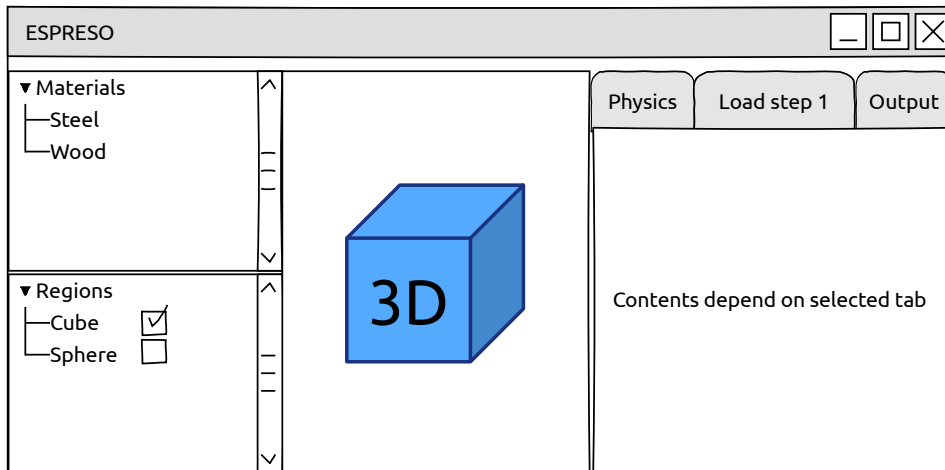 ESPRESO
Materials
Steel
Wood
Regions
Cube
Sphere
3D
Physics Load step 1 Output
Contents depend on selected tab